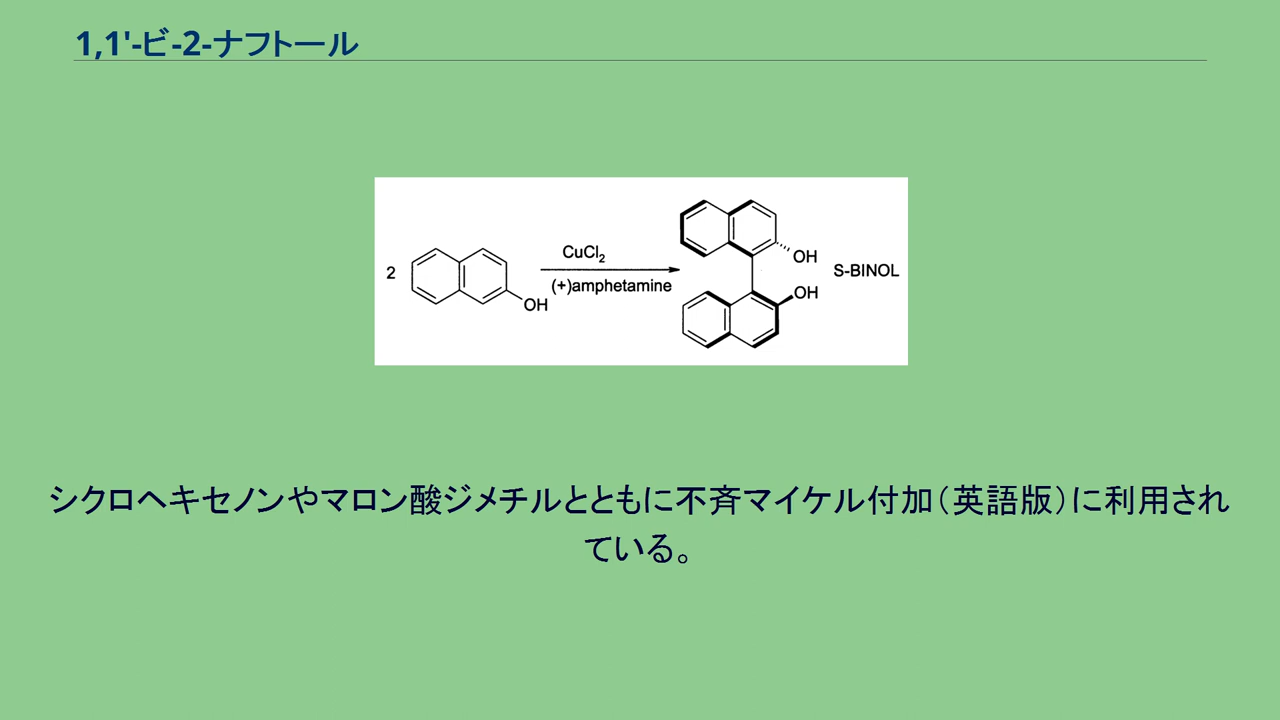 1,1'-ビ-2-ナフトール
2
OH
CuCl2
(+)amphetamine
OH
OH
S-BINOL
シクロヘキセノンやマロン酸ジメチルとともに不斉マイケル付加（英語版）に利用され
ている。